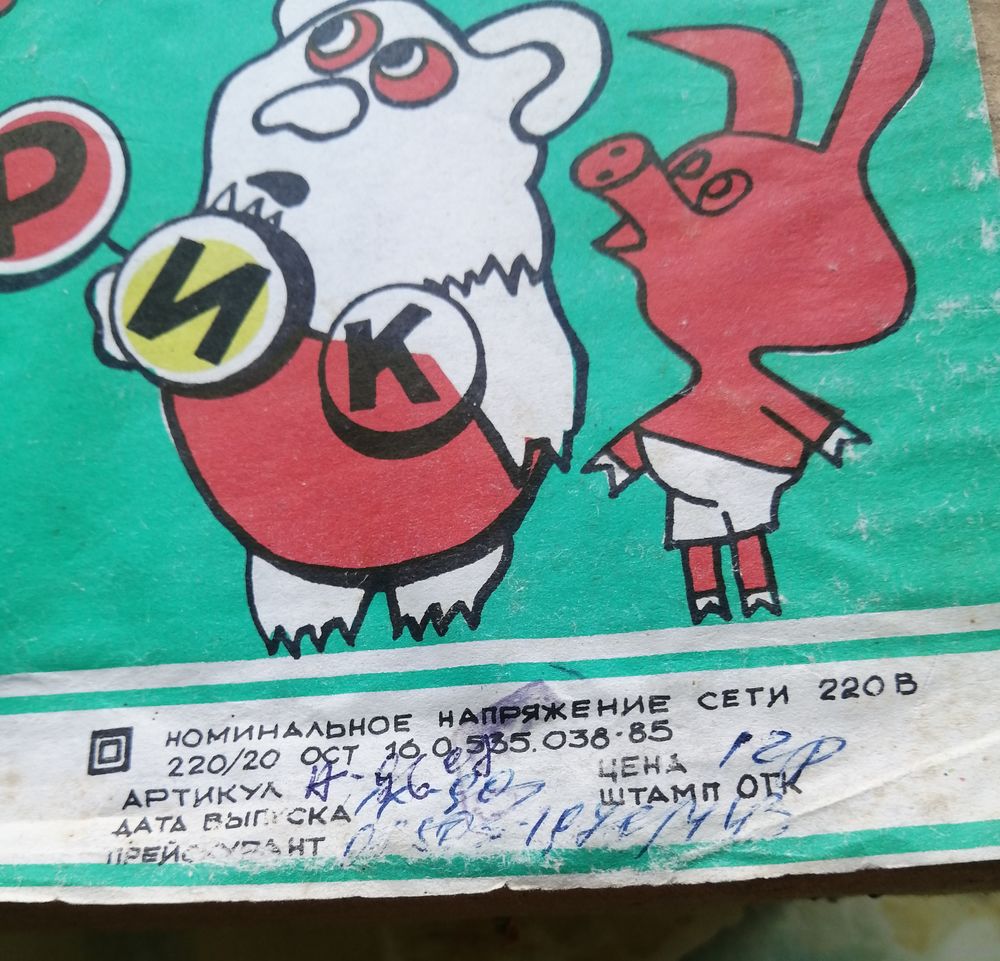 Р И К
НОМИНАЛЬНОЕ НАПРЯЖЕНИЕ СЕТИ 220 В
220/20 ОСТ 16.0.535.038-85
АРТИКУЛ ЦЕНА 12р
ДАТА ВЫПУСКА ШТАМП ОТК
ПРЕЙСКУРАНТ